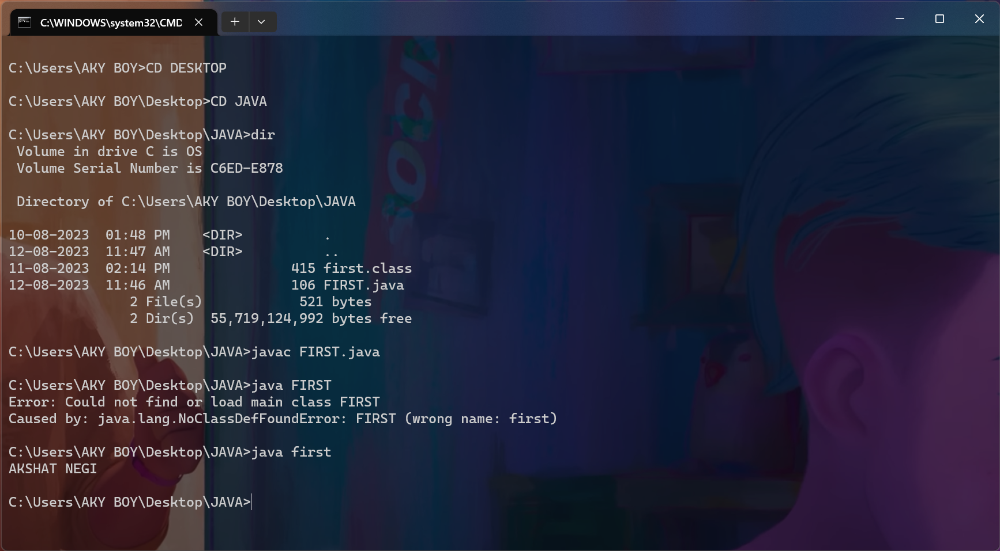 C:\WINDOWS\system32\CMD
C:\Users\AKY BOY>CD DESKTOP
C:\Users\AKY BOY\Desktop>CD JAVA
C:\Users\AKY BOY\Desktop\JAVA>dir
Volume in drive C is OS
Volume Serial Number is C6ED-E878
Directory of C:\Users\AKY BOY\Desktop\JAVA
10-08-2023  01:48 PM    <DIR>          .
12-08-2023  11:47 AM    <DIR>          ..
11-08-2023  02:14 PM               415 first.class
12-08-2023  11:46 AM               106 FIRST.java
2 File(s)            521 bytes
2 Dir(s)  55,719,124,992 bytes free
C:\Users\AKY BOY\Desktop\JAVA>javac FIRST.java
C:\Users\AKY BOY\Desktop\JAVA>java FIRST
Error: Could not find or load main class FIRST
Caused by: java.lang.NoClassDefFoundError: FIRST (wrong name: first)
C:\Users\AKY BOY\Desktop\JAVA>java first
AKSHAT NEGI
C:\Users\AKY BOY\Desktop\JAVA>